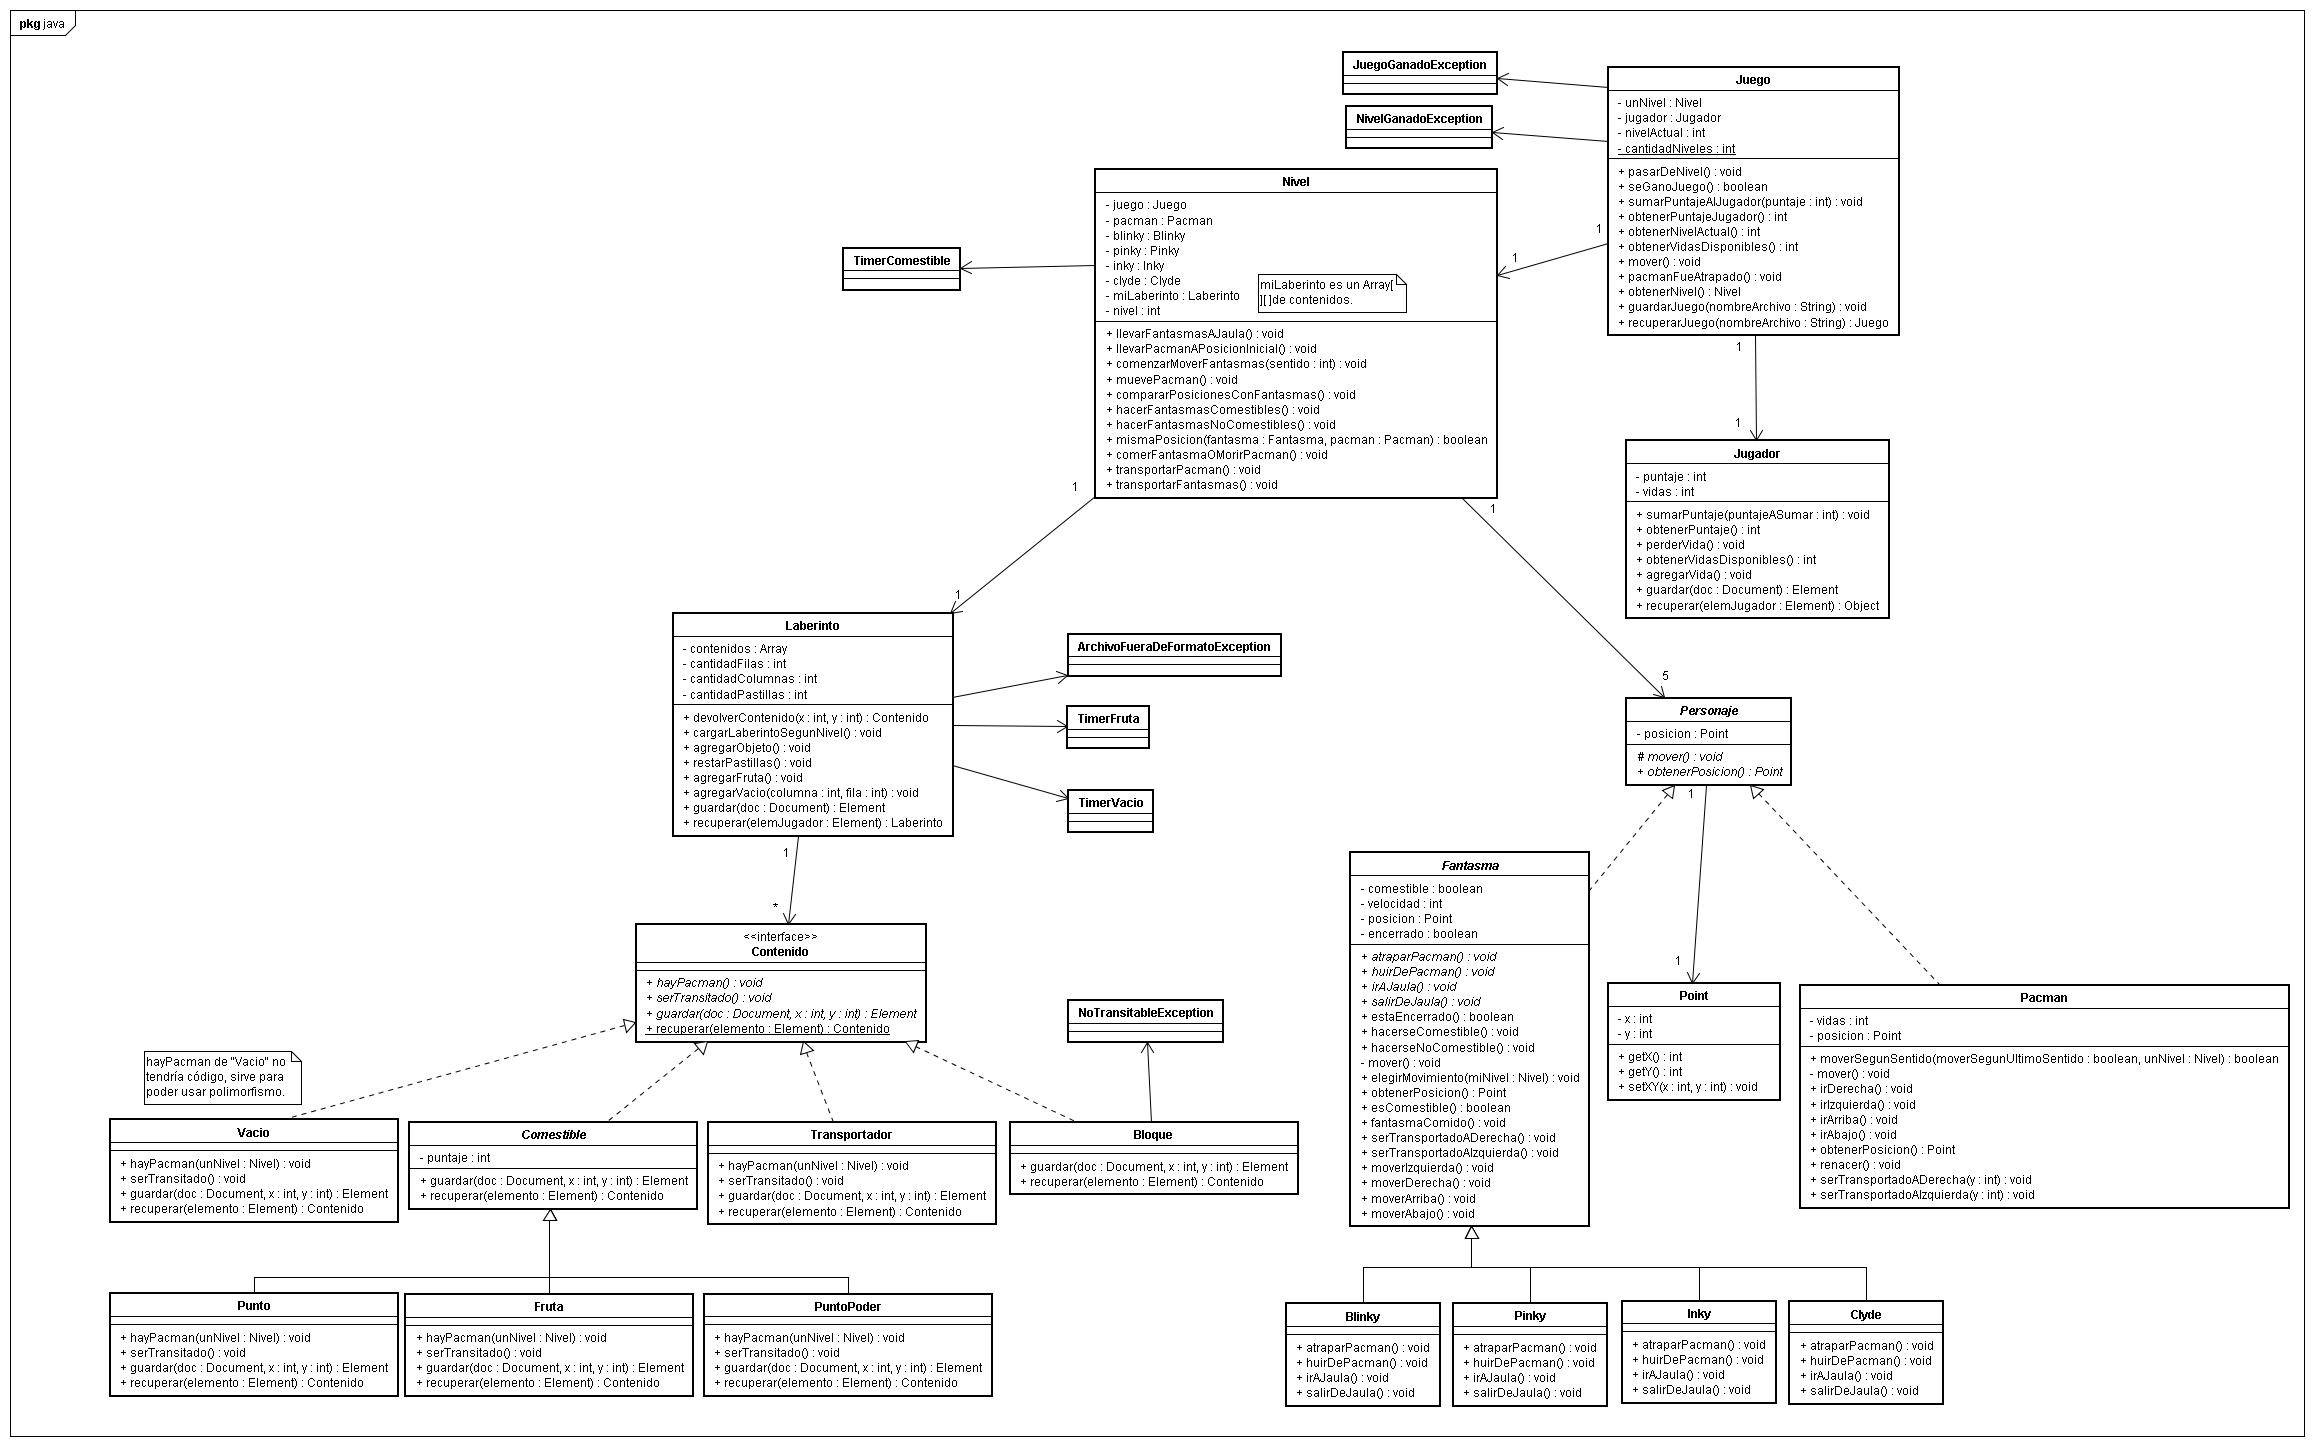 pkg java
JuegoGanadoException
NivelGanadoException
Juego
- unNivel : Nivel
- jugador : Jugador
- nivelActual : int
- cantidadNiveles : int
+ pasarDeNivel() : void
+ seGanoJuego() : boolean
+ sumarPuntajeAlJugador(puntaje : int) : void
+ obtenerPuntajeJugador() : int
+ obtenerNivelActual() : int
+ obtenerVidasDisponibles() : int
+ mover() : void
+ pacmanFueAtrapado() : void
+ obtenerNivel() : Nivel
+ guardarJuego(nombreArchivo : String) : void
+ recuperarJuego(nombreArchivo : String) : Juego
1
1
1
1
Nivel
- juego : Juego
- pacman : Pacman
- blinky : Blinky
- pinky : Pinky
- inky : Inky
- clyde : Clyde
- miLaberinto : Laberinto
- nivel : int
miLaberinto es un Array[
][]de contenidos.
+ llevarFantasmasAJaula() : void
+ llevarPacmanAPosicionInicial() : void
+ comenzarMoverFantasmas(sentido : int) : void
+ muevePacman() : void
+ compararPosicionesConFantasmas() : void
+ hacerFantasmasComestibles() : void
+ hacerFantasmasNoComestibles() : void
+ mismaPosicion(fantasma : Fantasma, pacman : Pacman) : boolean
+ comerFantasmaOMorirPacman() : void
+ transportarPacman() : void
+ transportarFantasmas() : void
TimerComestible
1
1
1
5
Jugador
- puntaje : int
- vidas : int
+ sumarPuntaje(puntajeASumar : int) : void
+ obtenerPuntaje() : int
+ perderVida() : void
+ obtenerVidasDisponibles() : int
+ agregarVida() : void
+ guardar(doc : Document) : Element
+ recuperar(elemJugador : Element) : Object
Laberinto
- contenidos : Array
- cantidadFilas : int
- cantidadColumnas : int
- cantidadPastillas : int
+ devolverContenido(x : int, y : int) : Contenido
+ cargarLaberintoSegunNivel() : void
+ agregarObjeto() : void
+ restarPastillas() : void
+ agregarFruta() : void
+ agregarVacio(columna : int, fila : int) : void
+ guardar(doc : Document) : Element
+ recuperar(elemJugador : Element) : Laberinto
ArchivoFueraDeFormatoException
TimerFruta
TimerVacio
1
*
Personaje
- posicion : Point
# mover() : void
+ obtenerPosicion() : Point
1
1
<<interface>>
Contenido
+ hayPacman() : void
+ serTransitado() : void
+ guardar(doc : Document, x : int, y : int) : Element
+ recuperar(elemento : Element) : Contenido
NoTransitableException
hayPacman de "Vacio" no
tendría código, sirve para
poder usar polimorfismo.
Fantasma
- comestible : boolean
- velocidad : int
- posicion : Point
- encerrado : boolean
+ atraparPacman() : void
+ huirDePacman() : void
+ irAJaula() : void
+ salirDeJaula() : void
+ estaEncerrado() : boolean
+ hacerseComestible() : void
+ hacerseNoComestible() : void
- mover() : void
+ elegirMovimiento(miNivel : Nivel) : void
+ obtenerPosicion() : Point
+ esComestible() : boolean
+ fantasmaComido() : void
+ serTransportadoADerecha() : void
+ serTransportadoAIzquierda() : void
+ moverIzquierda() : void
+ moverDerecha() : void
+ moverArriba() : void
+ moverAbajo() : void
Point
- x : int
- y : int
+ getX() : int
+ getY() : int
+ setXY(x : int, y : int) : void
Pacman
- vidas : int
- posicion : Point
+ moverSegunSentido(moverSegunUltimoSentido : boolean, unNivel : Nivel) : boolean
- mover() : void
+ irDerecha() : void
+ irIzquierda() : void
+ irArriba() : void
+ irAbajo() : void
+ obtenerPosicion() : Point
+ renacer() : void
+ serTransportadoADerecha(y : int) : void
+ serTransportadoAIzquierda(y : int) : void
Vacio
+ hayPacman(unNivel : Nivel) : void
+ serTransitado() : void
+ guardar(doc : Document, x : int, y : int) : Element
+ recuperar(elemento : Element) : Contenido
Comestible
- puntaje : int
+ guardar(doc : Document, x : int, y : int) : Element
+ recuperar(elemento : Element) : Contenido
Transportador
+ hayPacman(unNivel : Nivel) : void
+ serTransitado() : void
+ guardar(doc : Document, x : int, y : int) : Element
+ recuperar(elemento : Element) : Contenido
Bloque
+ guardar(doc : Document, x : int, y : int) : Element
+ recuperar(elemento : Element) : Contenido
Punto
+ hayPacman(unNivel : Nivel) : void
+ serTransitado() : void
+ guardar(doc : Document, x : int, y : int) : Element
+ recuperar(elemento : Element) : Contenido
Fruta
+ hayPacman(unNivel : Nivel) : void
+ serTransitado() : void
+ guardar(doc : Document, x : int, y : int) : Element
+ recuperar(elemento : Element) : Contenido
PuntoPoder
+ hayPacman(unNivel : Nivel) : void
+ serTransitado() : void
+ guardar(doc : Document, x : int, y : int) : Element
+ recuperar(elemento : Element) : Contenido
Blinky
+ atraparPacman() : void
+ huirDePacman() : void
+ irAJaula() : void
+ salirDeJaula() : void
Pinky
+ atraparPacman() : void
+ huirDePacman() : void
+ irAJaula() : void
+ salirDeJaula() : void
Inky
+ atraparPacman() : void
+ huirDePacman() : void
+ irAJaula() : void
+ salirDeJaula() : void
Clyde
+ atraparPacman() : void
+ huirDePacman() : void
+ irAJaula() : void
+ salirDeJaula() : void